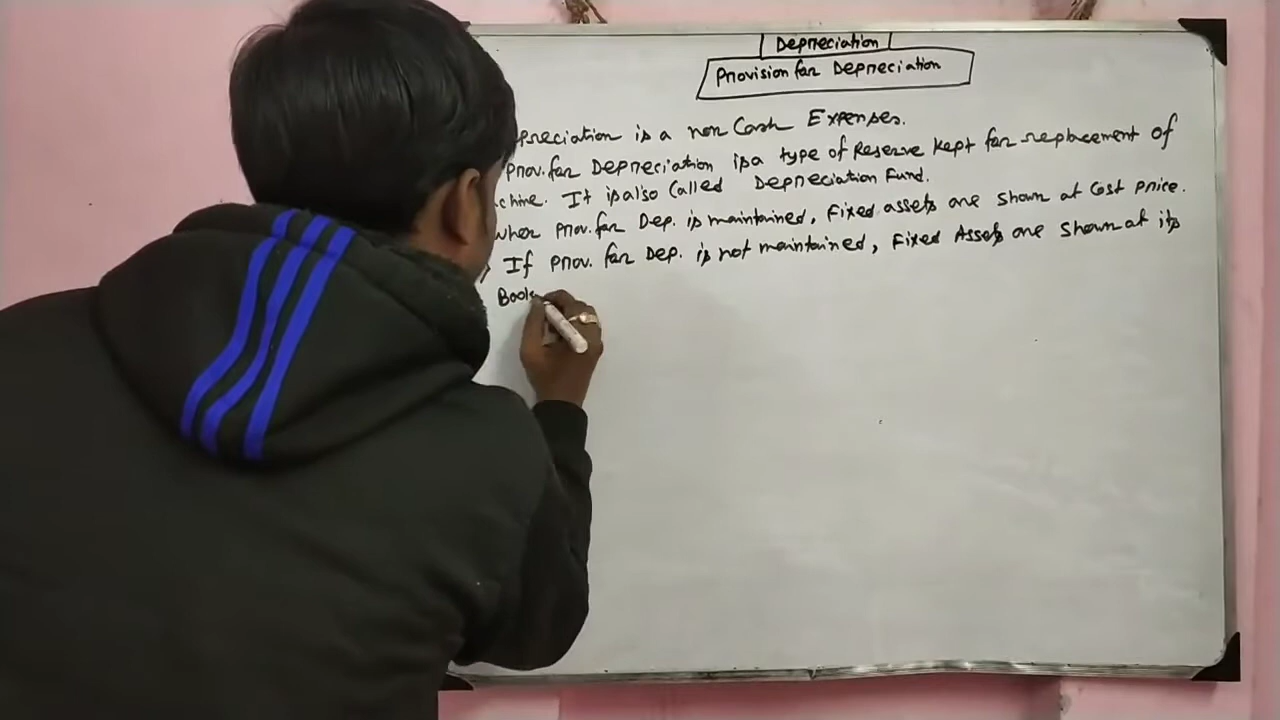 Depreciation
Provision for Depreciation
preciation is a non Cash Expenses.
Prov. for Depreciation is a type of Reserve kept for replacement of
chine. It is also Called Depreciation Fund.
when Prov. for Dep. is maintained, Fixed assets are shown at Cost price.
If Prov. for Dep. is not maintained, Fixed Assets are shown at its
Book